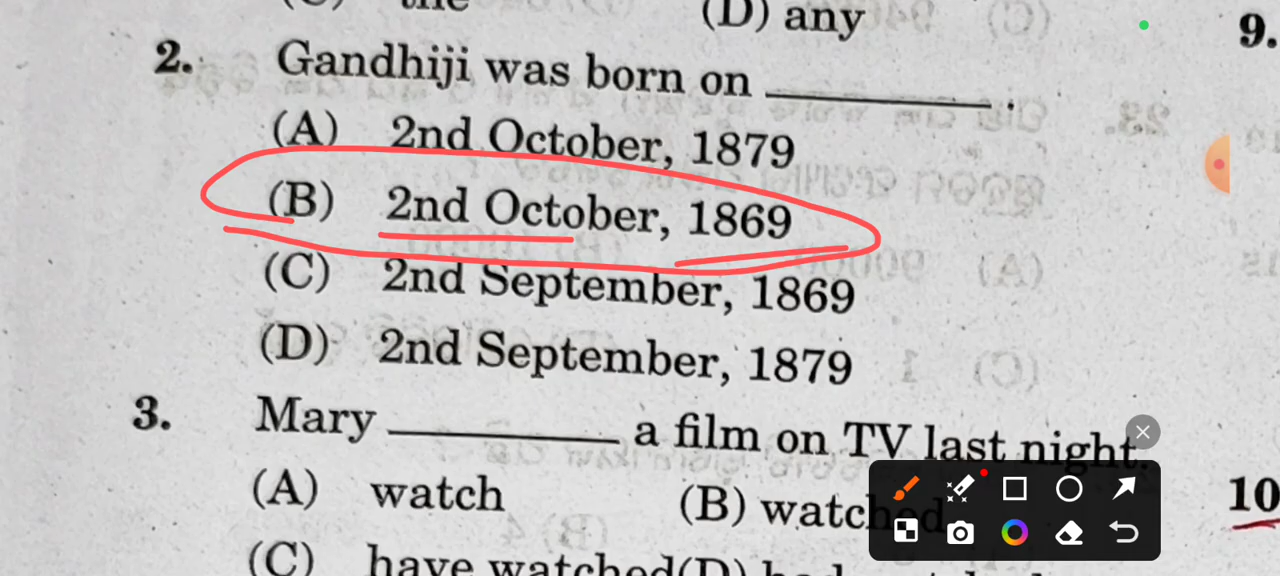 (D) any
9.
2. Gandhiji was born on ________.
(A) 2nd October, 1879
(B) 2nd October, 1869
(C) 2nd September, 1869
(D) 2nd September, 1879
3. Mary ________ a film on TV last night.
(A) watch (B) watched
10
(C) have watched (D)